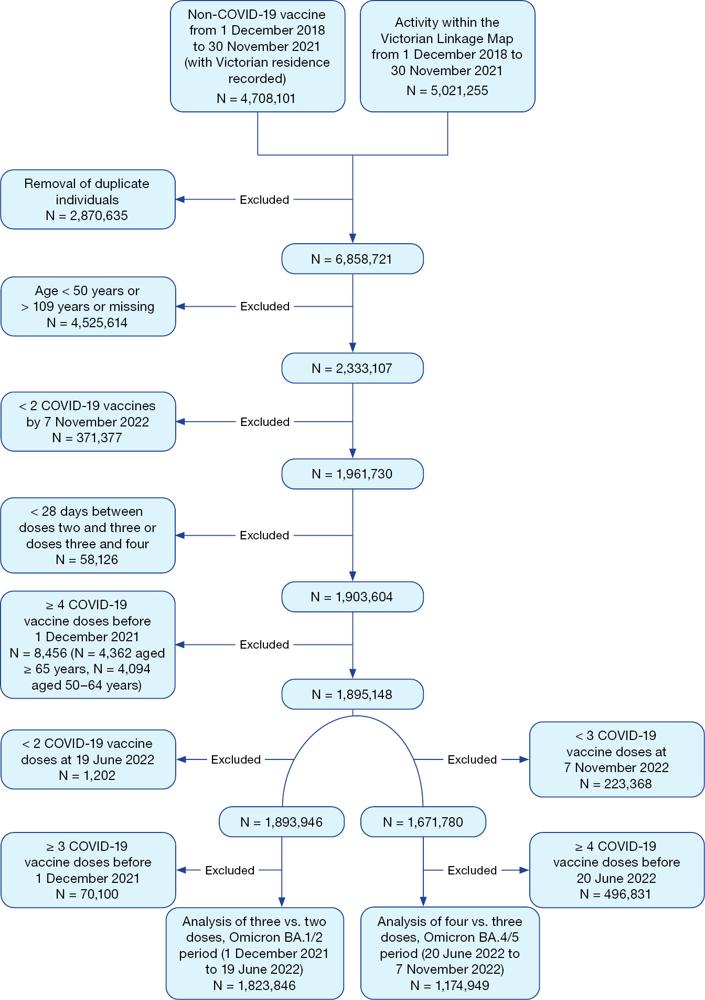 Non-COVID-19 vaccine
from 1 December 2018
to 30 November 2021
(with Victorian residence
recorded)
N = 4,708,101
Activity within the
Victorian Linkage Map
from 1 December 2018 to
30 November 2021
N = 5,021,255
Removal of duplicate
individuals
N = 2,870,635
Excluded
N = 6,858,721
Age < 50 years or
> 109 years or missing
N = 4,525,614
Excluded
N = 2,333,107
< 2 COVID-19 vaccines
by 7 November 2022
N = 371,377
Excluded
N = 1,961,730
< 28 days between
doses two and three or
doses three and four
N = 58,126
Excluded
N = 1,903,604
≥ 4 COVID-19
vaccine doses before
1 December 2021
N = 8,456 (N = 4,362 aged
≥ 65 years, N = 4,094
aged 50–64 years)
Excluded
N = 1,895,148
< 2 COVID-19 vaccine
doses at 19 June 2022
N = 1,202
Excluded
Excluded
< 3 COVID-19
vaccine doses at
7 November 2022
N = 223,368
N = 1,893,946
N = 1,671,780
≥ 3 COVID-19
vaccine doses before
1 December 2021
N = 70,100
Excluded
Excluded
≥ 4 COVID-19
vaccine doses before
20 June 2022
N = 496,831
Analysis of three vs. two
doses, Omicron BA.1/2
period (1 December 2021
to 19 June 2022)
N = 1,823,846
Analysis of four vs. three
doses, Omicron BA.4/5
period (20 June 2022 to
7 November 2022)
N = 1,174,949